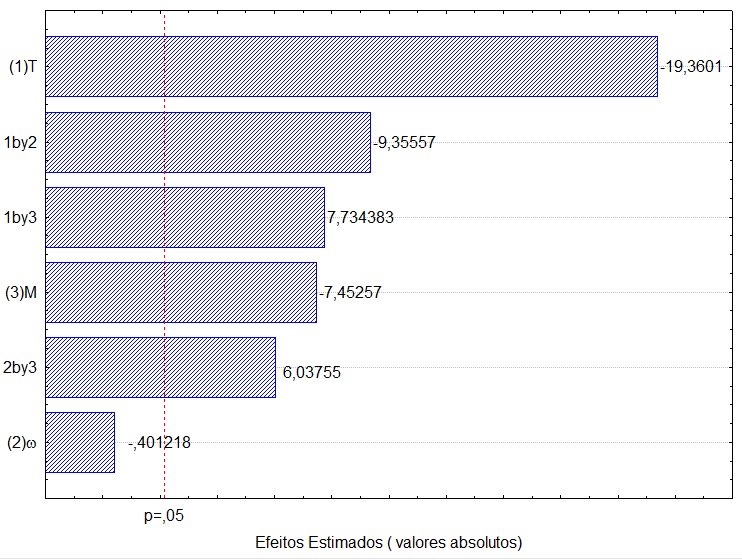 (1)T
-19,3601
1by2
-9,35557
1by3
7,734383
(3)M
-7,45257
2by3
6,03755
(2)ω
-,401218
p=,05
Efeitos Estimados ( valores absolutos)